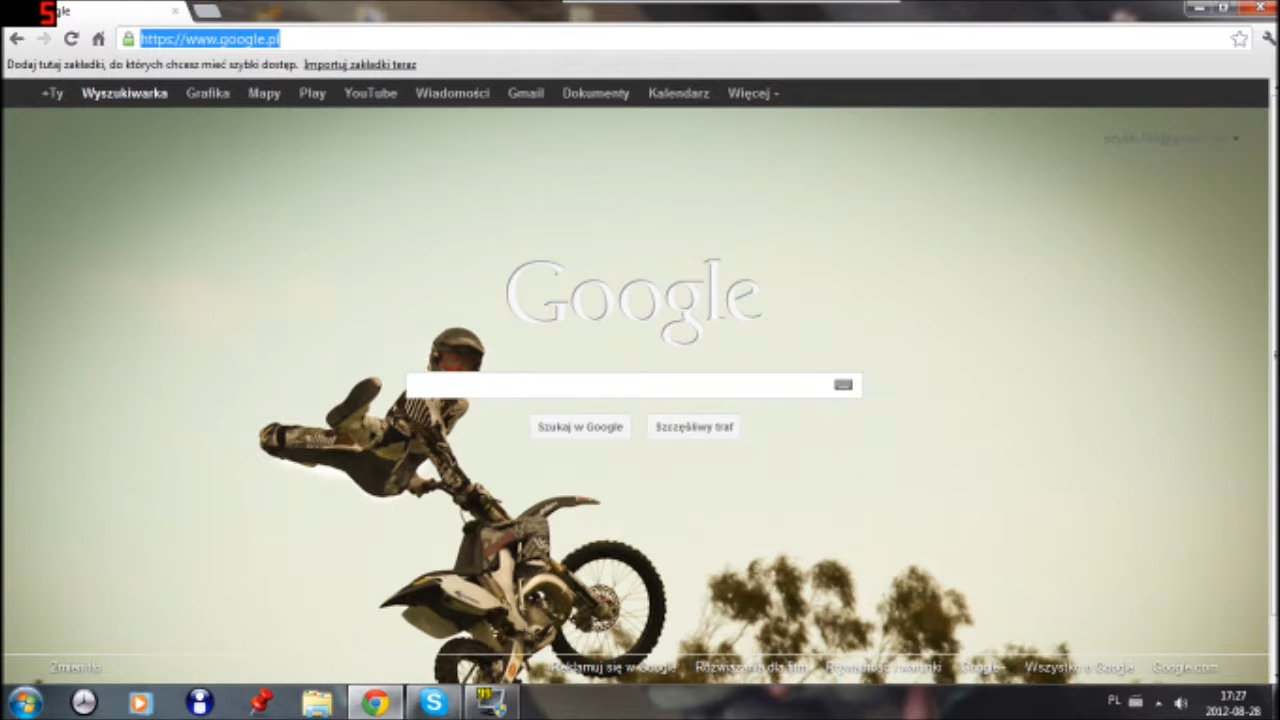 5
gle
https://www.google.pl
Dodaj tutaj zakładki, do których chcesz mieć szybki dostęp. Importuj zakładki teraz
+Ty Wyszukiwarka Grafika Mapy Play YouTube Wiadomości Gmail Dokumenty Kalendarz Więcej
Google
Szukaj w Google Szczęśliwy traf
Zmień tło Reklamuj się w Google Rozwiązania dla firm Google+ Wszystko o Google Google.com
PL 17:27
2012-08-28